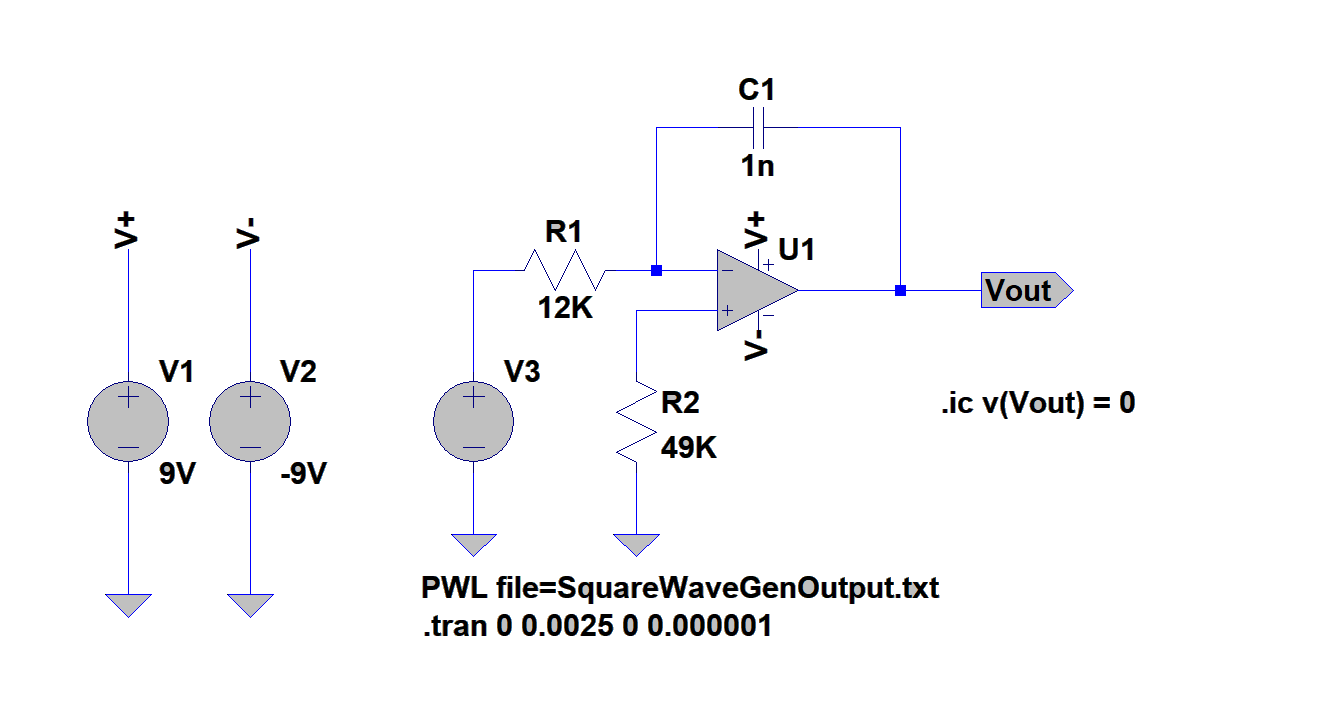 C1
1n
V+
V-
R1
12K
V+
U1
V-
Vout
V1
9V
V2
-9V
V3
R2
49K
.ic v(Vout) = 0
PWL file=SquareWaveGenOutput.txt
.tran 0 0.0025 0 0.000001